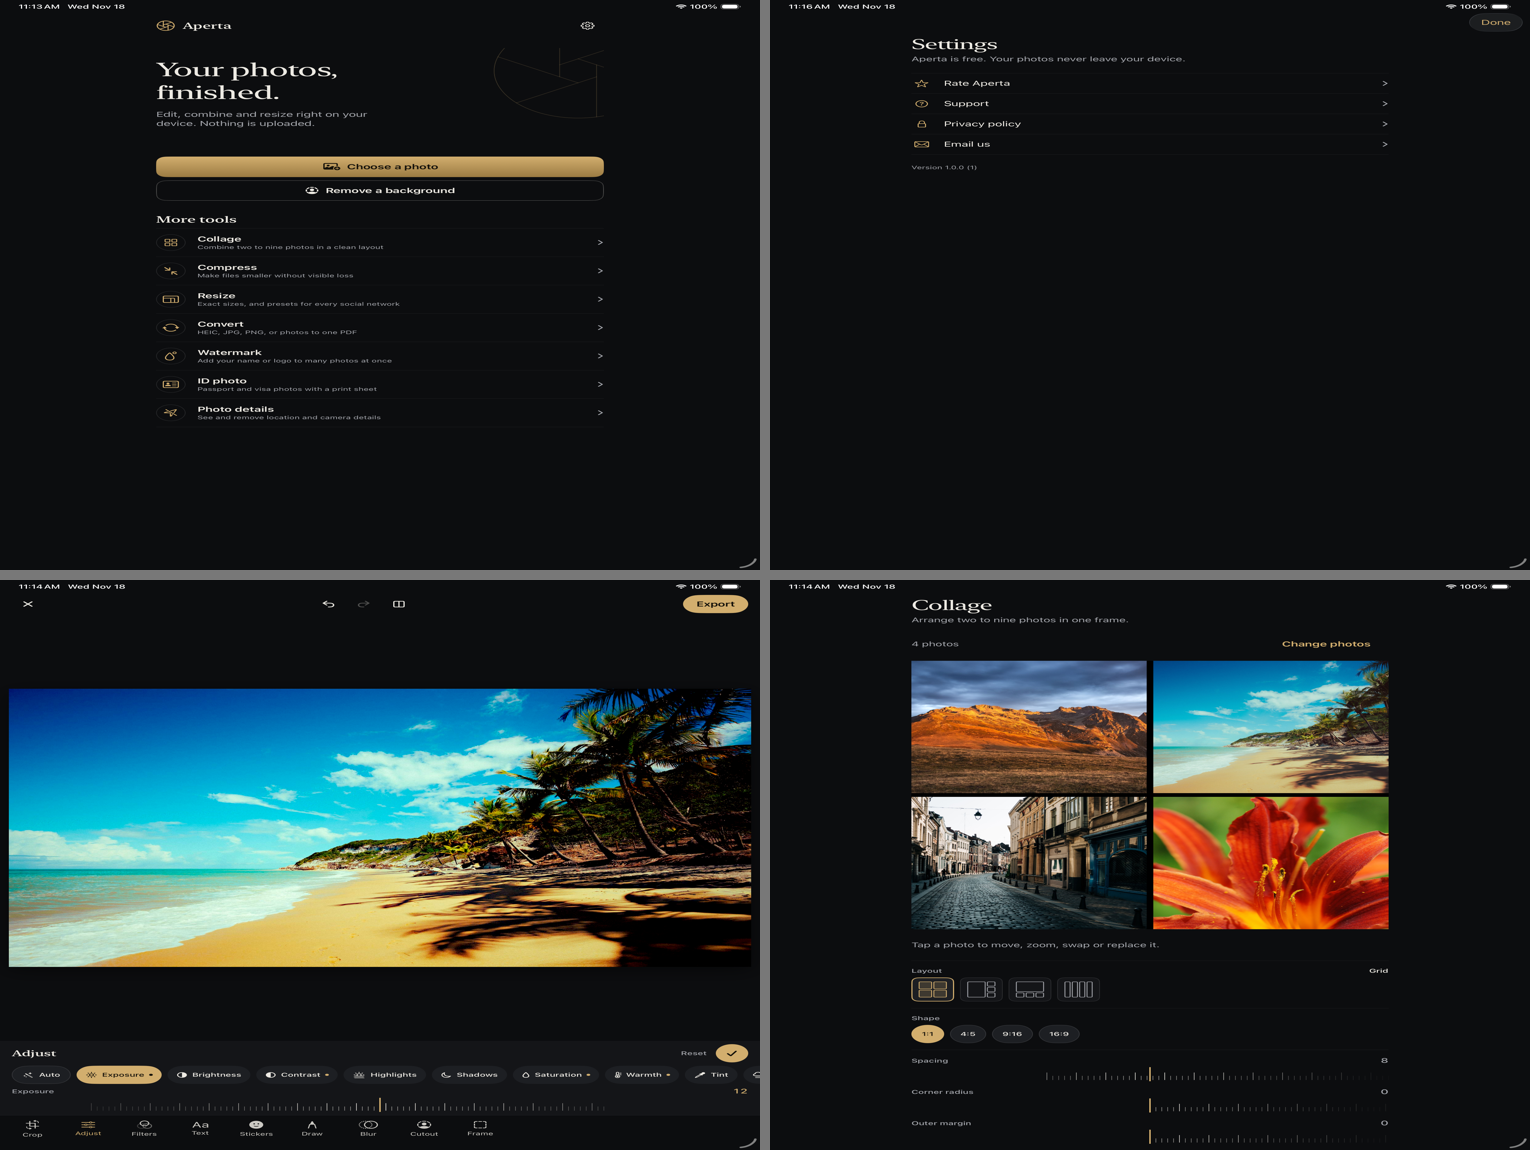 11:13 AM Wed Nov 18
100%
Aperta
Your photos,
finished.
Edit, combine and resize right on your
device. Nothing is uploaded.
Choose a photo
Remove a background
More tools
Collage
Combine two to nine photos in a clean layout
>
Compress
Make files smaller without visible loss
>
Resize
Exact sizes, and presets for every social network
>
Convert
HEIC, JPG, PNG, or photos to one PDF
>
Watermark
Add your name or logo to many photos at once
>
ID photo
Passport and visa photos with a print sheet
>
Photo details
See and remove location and camera details
>
11:16 AM Wed Nov 18
100%
Done
Settings
Aperta is free. Your photos never leave your device.
Rate Aperta >
Support >
Privacy policy >
Email us >
Version 1.0.0 (1)
11:14 AM Wed Nov 18
100%
Export
Adjust
Reset
Auto Exposure Brightness Contrast Highlights Shadows Saturation Warmth Tint
Exposure 12
Crop Adjust Filters Text Stickers Draw Blur Cutout Frame
Aa
11:14 AM Wed Nov 18
100%
Collage
Arrange two to nine photos in one frame.
4 photos Change photos
Tap a photo to move, zoom, swap or replace it.
Layout Grid
Shape
1:1 4:5 9:16 16:9
Spacing 8
Corner radius 0
Outer margin 0